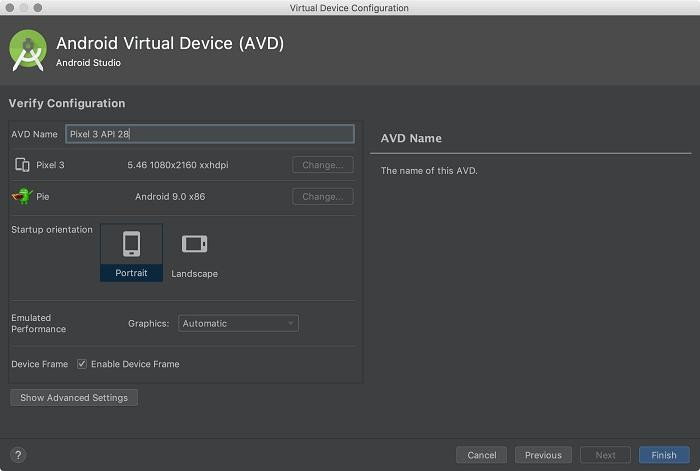 Virtual Device Configuration
Android Virtual Device (AVD)
Android Studio
Verify Configuration
AVD Name Pixel 3 API 28
Pixel 3 5.46 1080x2160 xxhdpi Change...
Pie Android 9.0 x86 Change...
Startup orientation
Portrait Landscape
Emulated
Performance Graphics: Automatic
Device Frame Enable Device Frame
Show Advanced Settings
AVD Name
The name of this AVD.
? Cancel Previous Next Finish